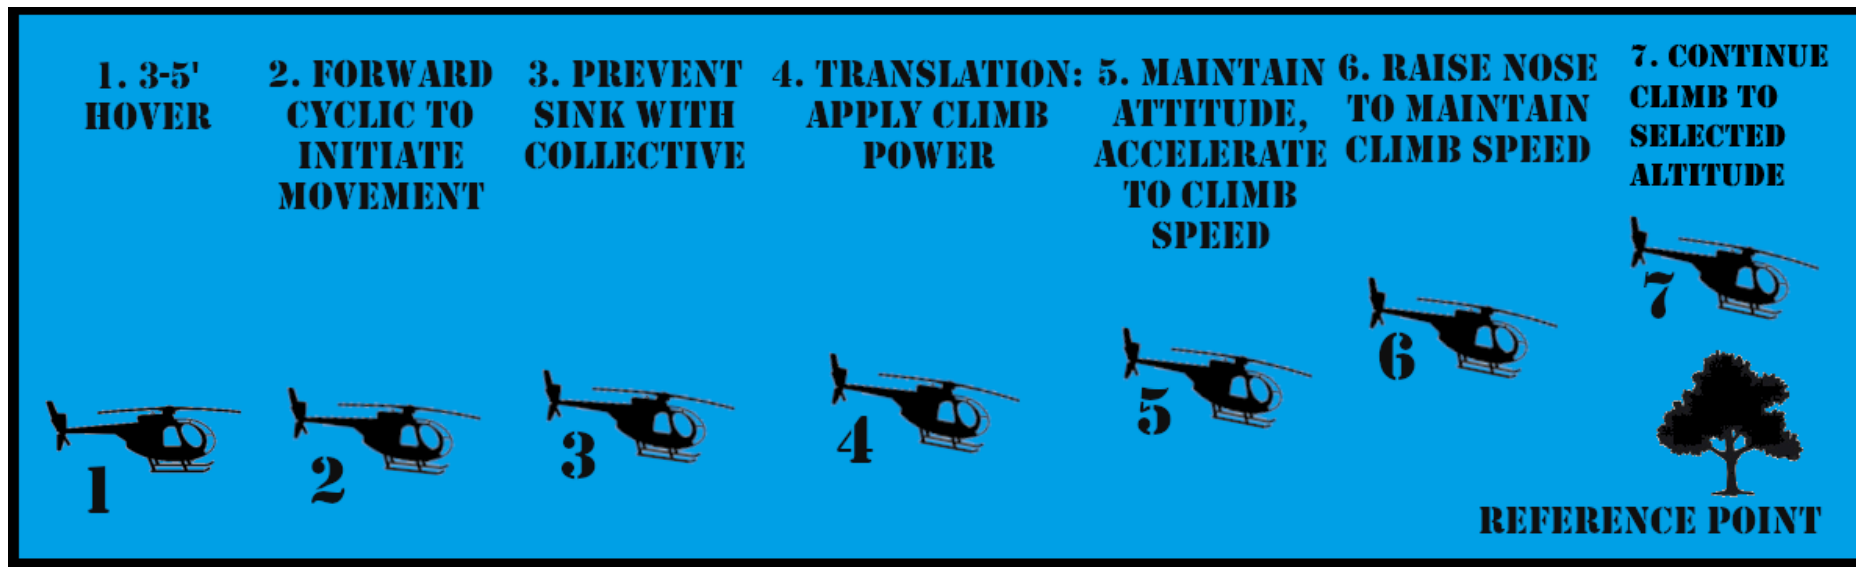 1. 3-5'
HOVER
2. FORWARD
CYCLIC TO
INITIATE
MOVEMENT
3. PREVENT
SINK WITH
COLLECTIVE
4. TRANSLATION:
APPLY CLIMB
POWER
5. MAINTAIN
ATTITUDE,
ACCELERATE
TO CLIMB
SPEED
6. RAISE NOSE
TO MAINTAIN
CLIMB SPEED
7. CONTINUE
CLIMB TO
SELECTED
ALTITUDE
1
2
3
4
5
6
7
REFERENCE POINT